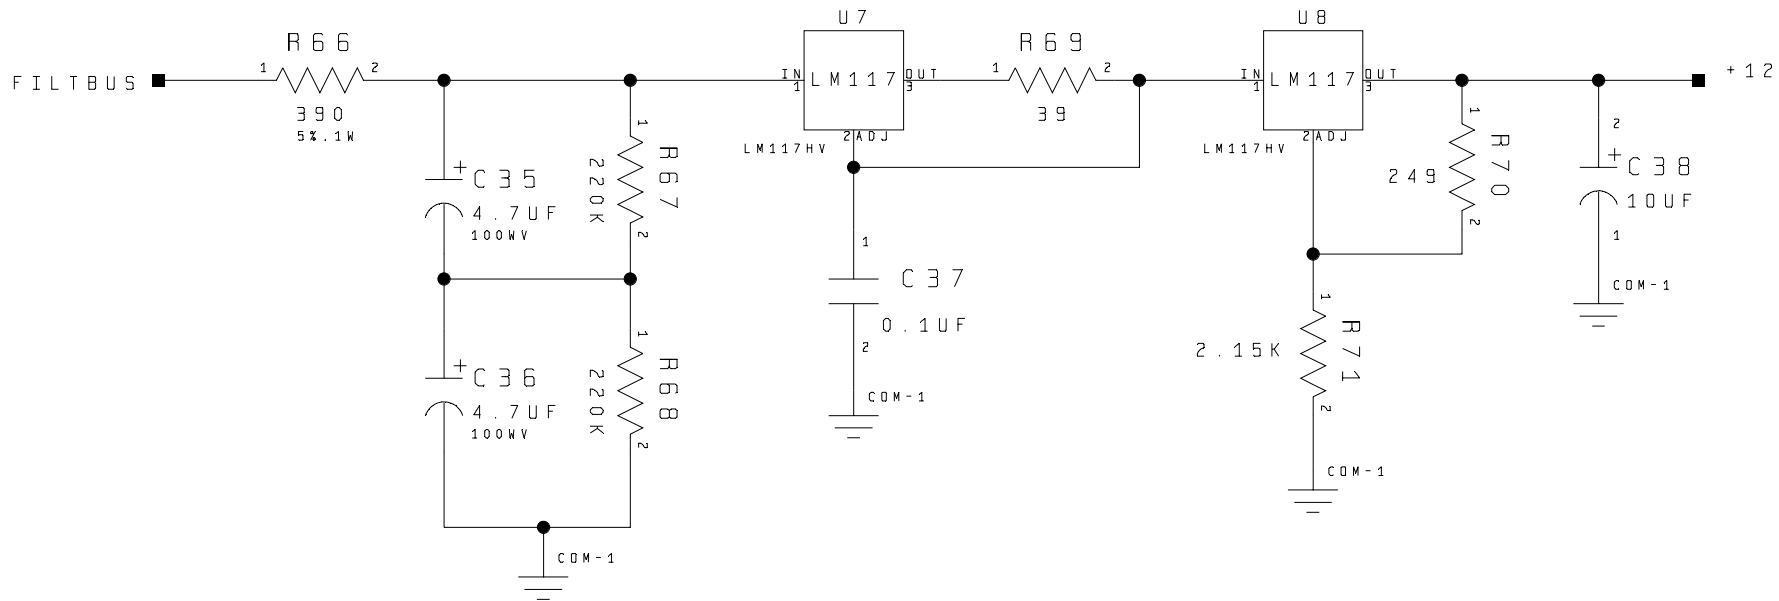 U7
U8
R66
R69
1
2
1
2
FILTBUS
IN
1
LM117
OUT
3
IN
1
LM117
OUT
3
+12
390
5%.1W
39
2ADJ
LM117HV
2ADJ
LM117HV
1
R67
220K
2
1
R70
249
2
2
+
C38
10UF
1
COM-1
+
C35
4.7UF
100WV
1
C37
0.1UF
2
COM-1
1
R71
2.15K
2
COM-1
+
C36
4.7UF
100WV
1
R68
220K
2
COM-1